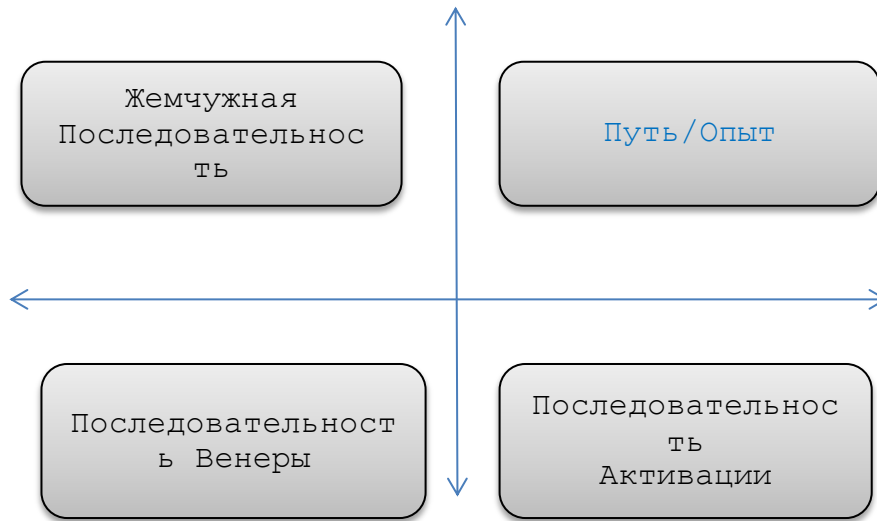 Жемчужная
Последовательнос
ть
Путь/Опыт
Последовательност
ь Венеры
Последовательнос
ть
Активации